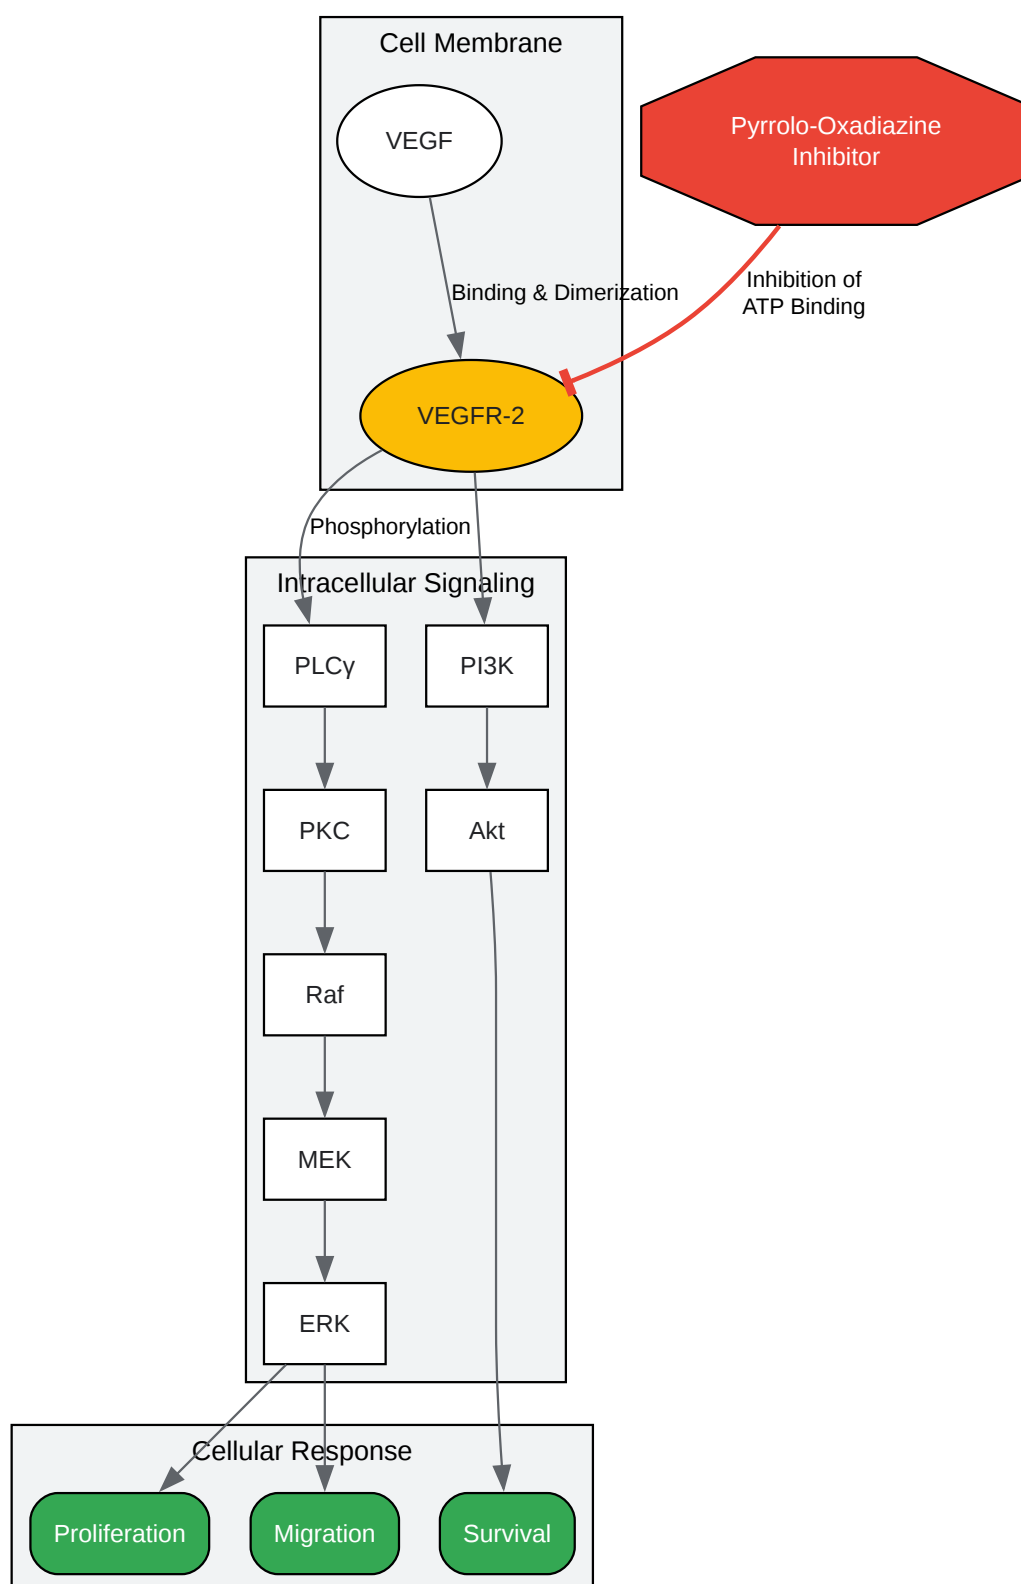 Cell Membrane
VEGF
Pyrrolo-Oxadiazine
Inhibitor
Binding & Dimerization
Inhibition of
ATP Binding
VEGFR-2
Phosphorylation
Intracellular Signaling
PLCγ
PI3K
PKC
Akt
Raf
MEK
ERK
Cellular Response
Proliferation
Migration
Survival